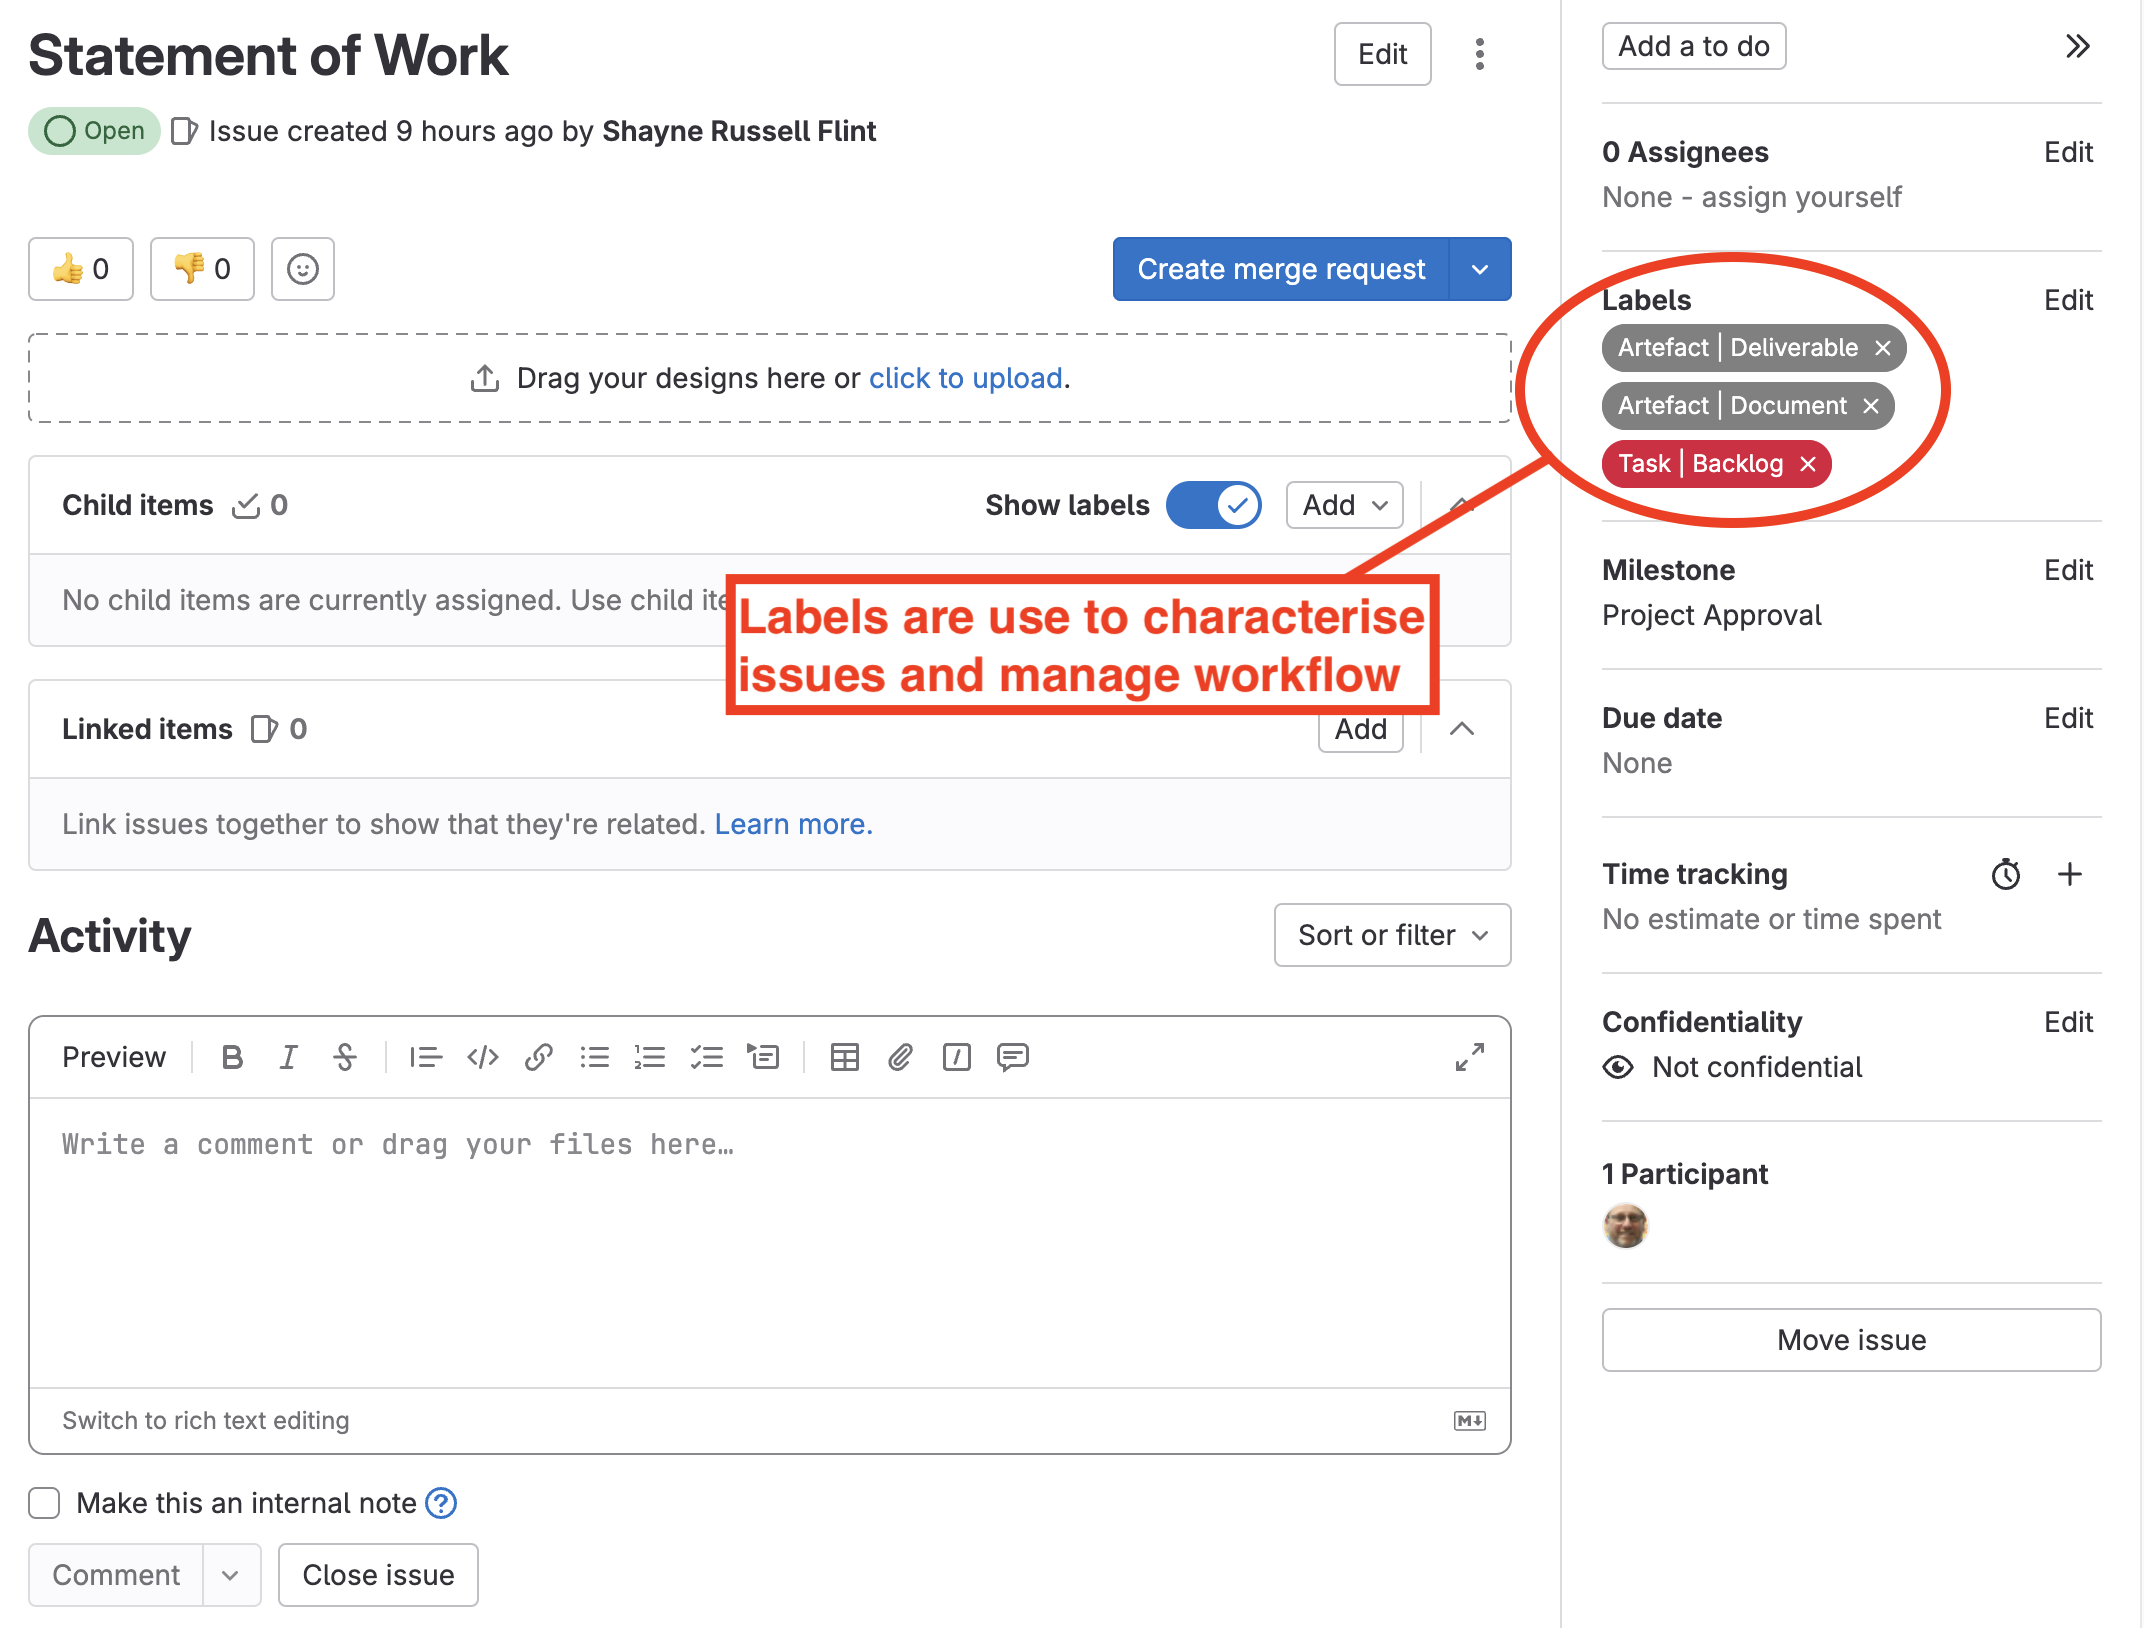 Statement of Work
Edit
Open
Issue created 9 hours ago by Shayne Russell Flint
0
0
Create merge request
Drag your designs here or click to upload.
Child items 0
Show labels
Add
No child items are currently assigned. Use child ite
Labels are use to characterise
issues and manage workflow
Linked items 0
Add
Link issues together to show that they're related. Learn more.
Activity
Sort or filter
Preview
Write a comment or drag your files here…
Switch to rich text editing
Make this an internal note
Comment
Close issue
Add a to do
0 Assignees
Edit
None - assign yourself
Labels
Edit
Artefact | Deliverable
Artefact | Document
Task | Backlog
Milestone
Edit
Project Approval
Due date
Edit
None
Time tracking
No estimate or time spent
Confidentiality
Edit
Not confidential
1 Participant
Move issue